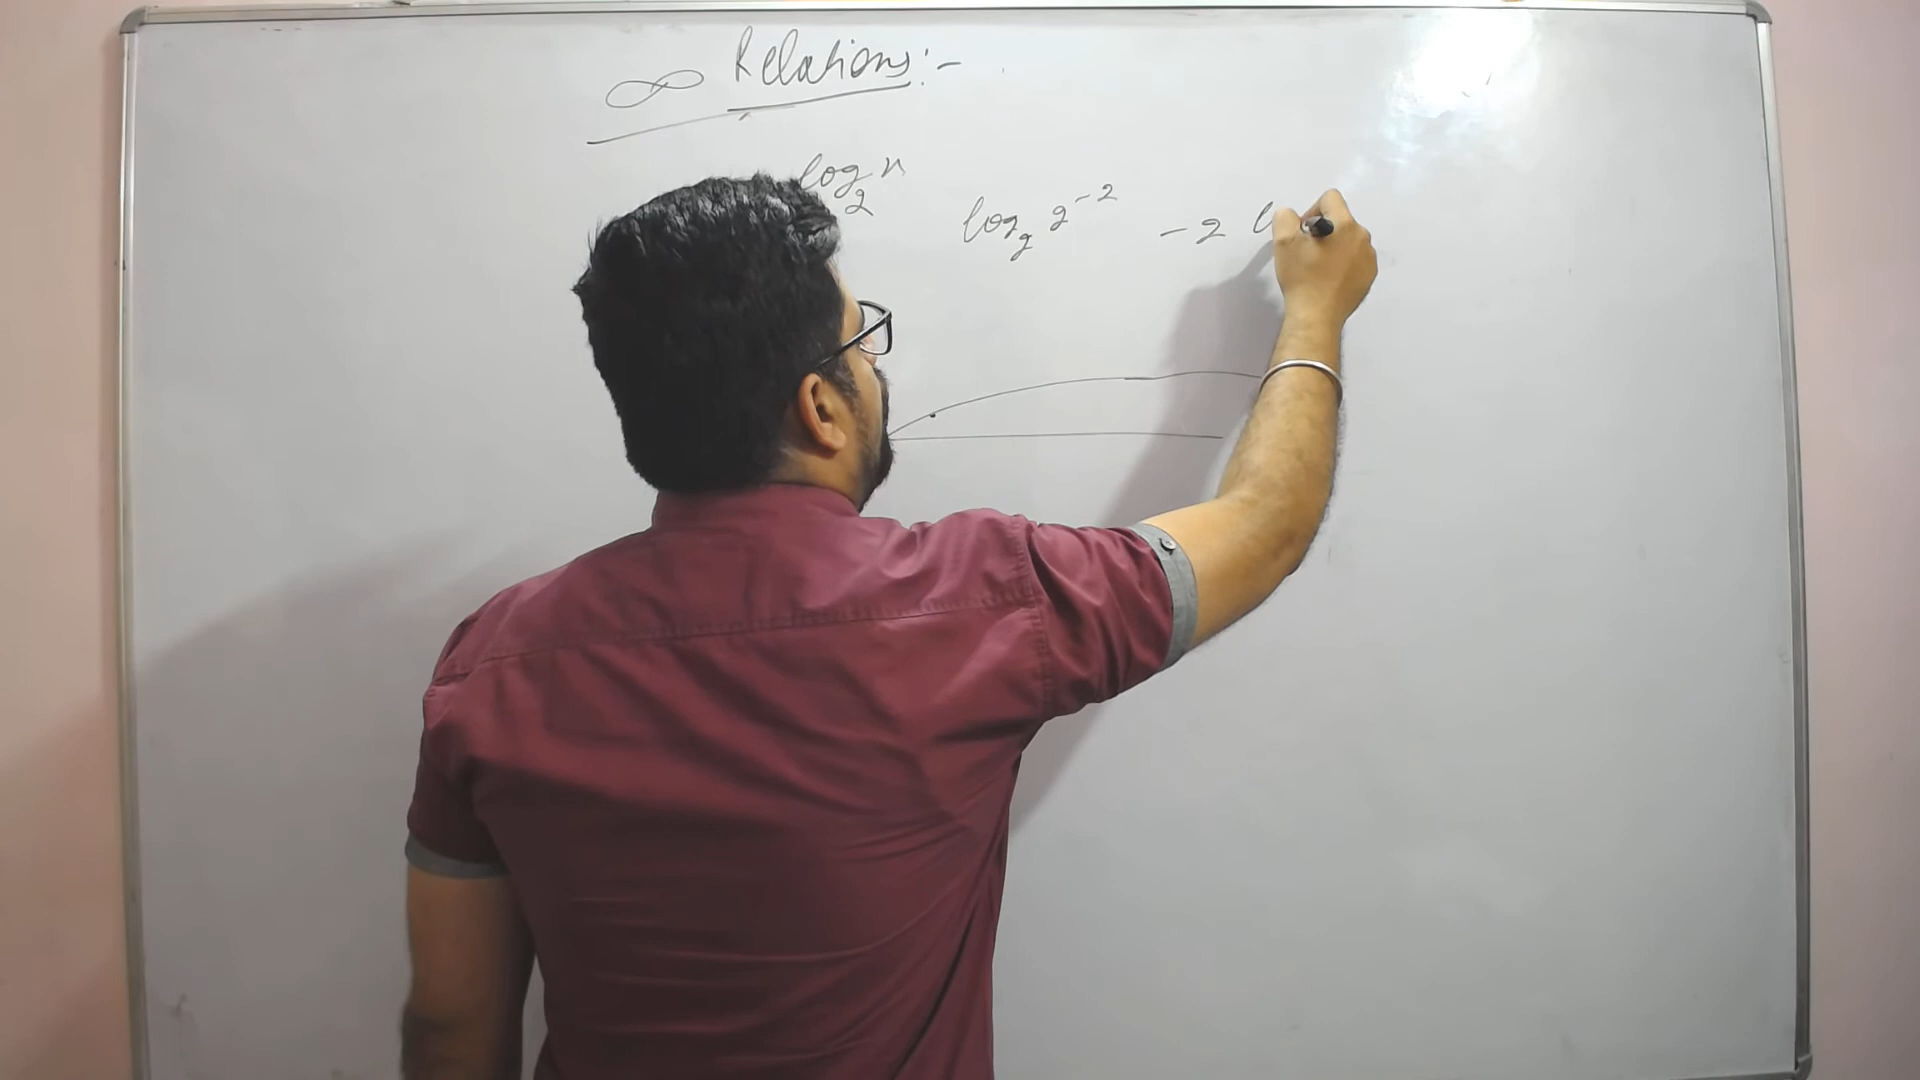 ∞ Relations:-
log₂ n
log₂ 2⁻² -2 l